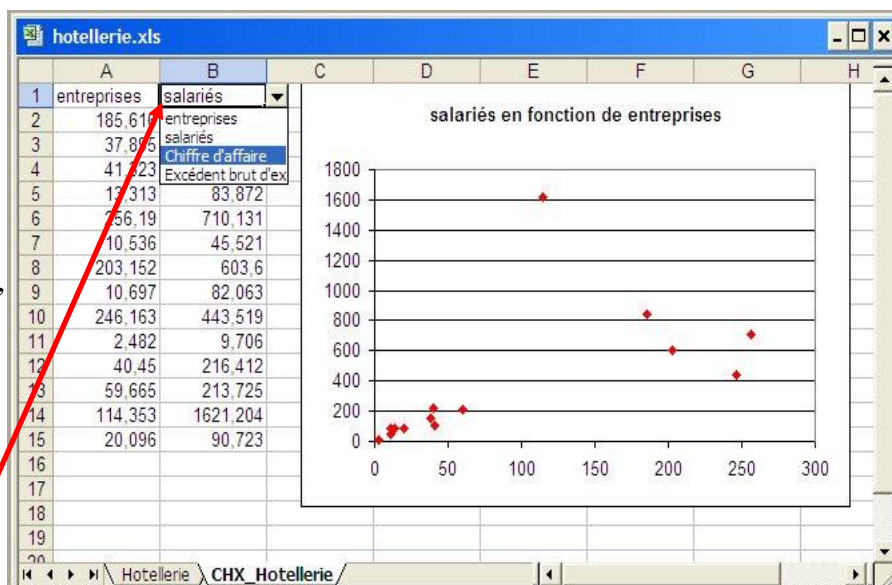 hotellerie.xls
A B C D E F G H
1 entreprises salariés
2 185,616 entreprises
3 37,895 salariés
4 41,323 Chiffre d'affaire
Excédent brut d'ex
5 13,313 83,872
6 256,19 710,131
7 10,536 45,521
8 203,152 603,6
9 10,697 82,063
10 246,163 443,519
11 2,482 9,706
12 40,45 216,412
13 59,665 213,725
14 114,353 1621,204
15 20,096 90,723
16
17
18
19
20
salariés en fonction de entreprises
1800
1600
1400
1200
1000
800
600
400
200
0
0 50 100 150 200 250 300
Hotellerie CHX_Hotellerie